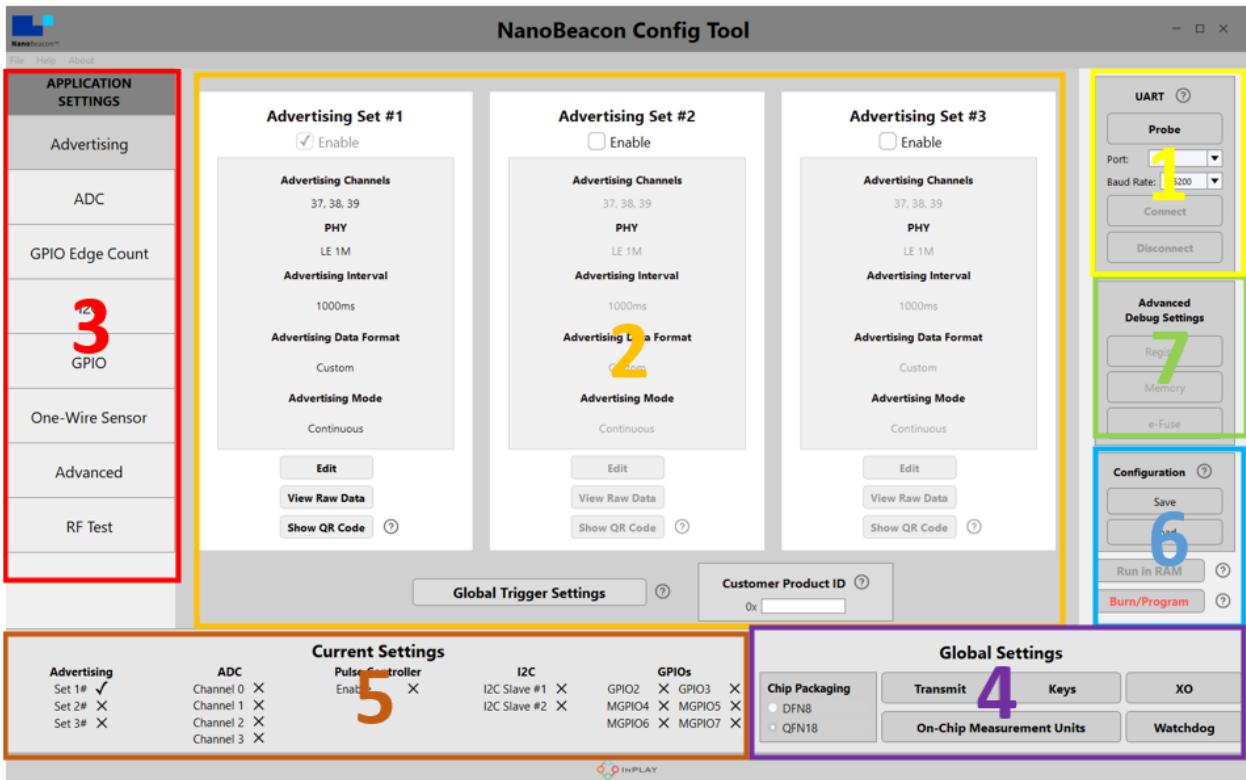 NanoBeacon Config Tool
NanoBeacon™
File Help About
APPLICATION
SETTINGS
Advertising
ADC
GPIO Edge Count
3
GPIO
One-Wire Sensor
Advanced
RF Test
Advertising Set #1
Enable
Advertising Channels
37, 38, 39
PHY
LE 1M
Advertising Interval
1000ms
Advertising Data Format
Custom
Advertising Mode
Continuous
Edit
View Raw Data
Show QR Code ?
Advertising Set #2
Enable
Advertising Channels
37, 38, 39
PHY
LE 1M
Advertising Interval
1000ms
Advertising Data Format
2
Advertising Mode
Continuous
Edit
View Raw Data
Show QR Code ?
Advertising Set #3
Enable
Advertising Channels
37, 38, 39
PHY
LE 1M
Advertising Interval
1000ms
Advertising Data Format
Custom
Advertising Mode
Continuous
Edit
View Raw Data
Show QR Code ?
Global Trigger Settings ?
Customer Product ID ?
0x
UART ?
Probe
Port:
1
Baud Rate:
Connect
Disconnect
Advanced
Debug Settings
7
Memory
e-Fuse
Configuration ?
Save
6
Run in RAM ?
Burn/Program ?
Current Settings
Advertising
Set 1# ✓
Set 2# X
Set 3# X
ADC
Channel 0 X
Channel 1 X
Channel 2 X
Channel 3 X
Pulse Controller
Enable X
5
I2C
I2C Slave #1 X
I2C Slave #2 X
GPIOs
GPIO2 X GPIO3 X
MGPIO4 X MGPIO5 X
MGPIO6 X MGPIO7 X
Global Settings
Chip Packaging
DFN8
QFN18
Transmit
4
Keys
XO
On-Chip Measurement Units
Watchdog
INPLAY